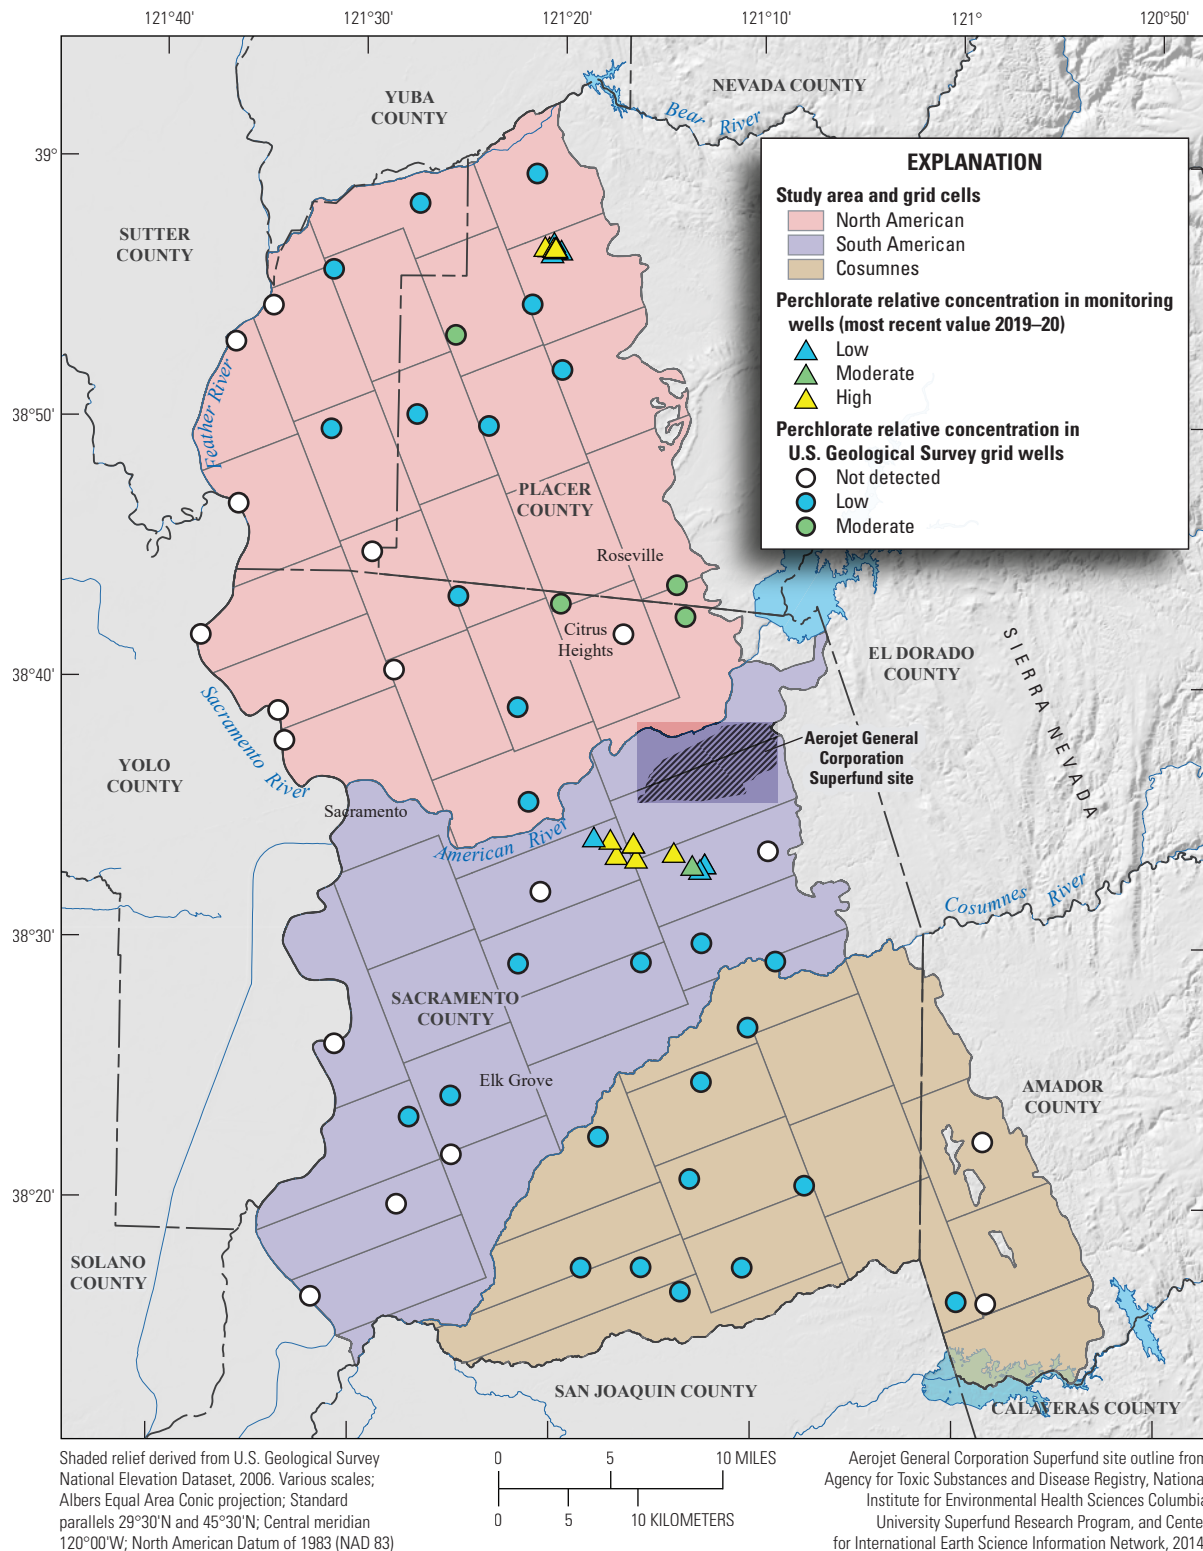 121°40'
121°30'
121°20'
121°10'
121°
120°50'
39°
38°50'
38°40'
38°30'
38°20'
YUBA
COUNTY
NEVADA COUNTY
Bear River
SUTTER
COUNTY
EXPLANATION
Study area and grid cells
North American
South American
Cosumnes
Perchlorate relative concentration in monitoring
wells (most recent value 2019–20)
Low
Moderate
High
Perchlorate relative concentration in
U.S. Geological Survey grid wells
Not detected
Low
Moderate
Feather River
PLACER
COUNTY
Roseville
Citrus
Heights
EL DORADO
COUNTY
SIERRA NEVADA
Sacramento River
YOLO
COUNTY
Aerojet General
Corporation
Superfund site
Sacramento
American River
Cosumnes River
SACRAMENTO
COUNTY
Elk Grove
AMADOR
COUNTY
SOLANO
COUNTY
SAN JOAQUIN COUNTY
CALAVERAS COUNTY
Shaded relief derived from U.S. Geological Survey
National Elevation Dataset, 2006. Various scales;
Albers Equal Area Conic projection; Standard
parallels 29°30'N and 45°30'N; Central meridian
120°00'W; North American Datum of 1983 (NAD 83)
0 5 10 MILES
0 5 10 KILOMETERS
Aerojet General Corporation Superfund site outline from
Agency for Toxic Substances and Disease Registry, National
Institute for Environmental Health Sciences Columbia
University Superfund Research Program, and Center
for International Earth Science Information Network, 2014